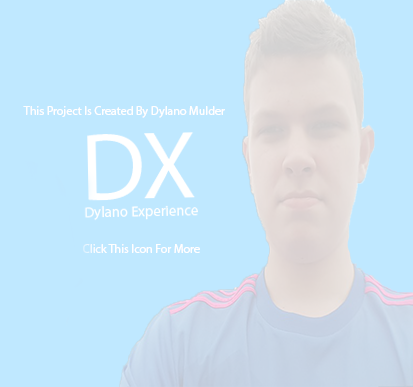 This Project Is Created By Dylano Mulder
DX
Dylano Experience
Click This Icon For More